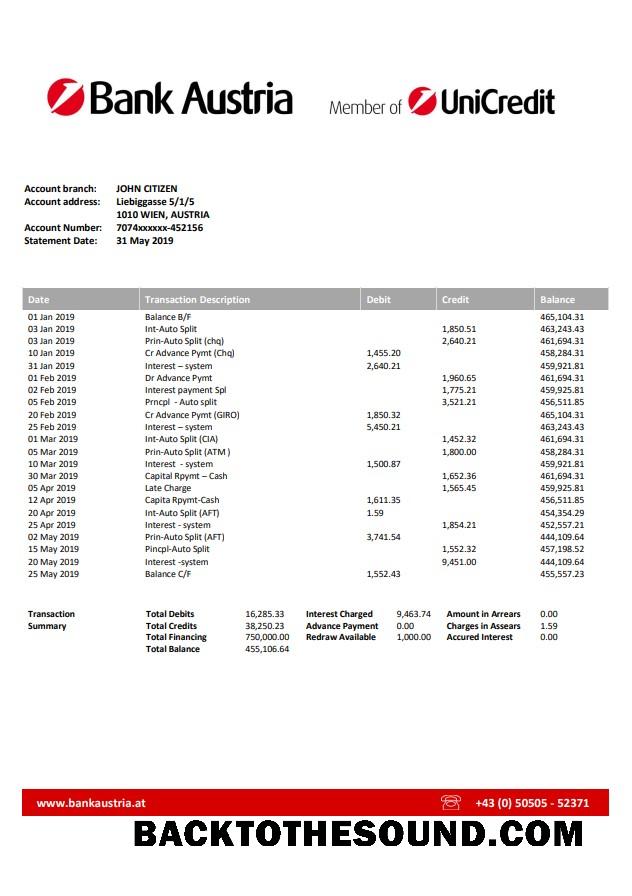 Bank Austria Member of UniCredit
Account branch: JOHN CITIZEN
Account address: Liebiggasse 5/1/5
1010 WIEN, AUSTRIA
Account Number: 7074xxxxxx-452156
Statement Date: 31 May 2019
Date Transaction Description Debit Credit Balance
01 Jan 2019 Balance B/F 465,104.31
03 Jan 2019 Int-Auto Split 1,850.51 463,243.43
03 Jan 2019 Prin-Auto Split (chq) 2,640.21 461,694.31
10 Jan 2019 Cr Advance Pymt (Chq) 1,455.20 458,284.31
31 Jan 2019 Interest – system 2,640.21 459,921.81
01 Feb 2019 Dr Advance Pymt 1,960.65 461,694.31
02 Feb 2019 Interest payment Spl 1,775.21 459,925.81
05 Feb 2019 Prncpl - Auto split 3,521.21 456,511.85
20 Feb 2019 Cr Advance Pymt (GIRO) 1,850.32 465,104.31
25 Feb 2019 Interest – system 5,450.21 463,243.43
01 Mar 2019 Int-Auto Split (CIA) 1,452.32 461,694.31
05 Mar 2019 Prin-Auto Split (ATM ) 1,800.00 458,284.31
10 Mar 2019 Interest - system 1,500.87 459,921.81
30 Mar 2019 Capital Rpymt – Cash 1,652.36 461,694.31
05 Apr 2019 Late Charge 1,565.45 459,925.81
12 Apr 2019 Capita Rpymt-Cash 1,611.35 456,511.85
20 Apr 2019 Int-Auto Split (AFT) 1.59 454,354.29
25 Apr 2019 Interest - system 1,854.21 452,557.21
02 May 2019 Prin-Auto Split (AFT) 3,741.54 444,109.64
15 May 2019 Pincpl-Auto Split 1,552.32 457,198.52
20 May 2019 Interest -system 9,451.00 444,109.64
25 May 2019 Balance C/F 1,552.43 455,557.23
Transaction Total Debits 16,285.33 Interest Charged 9,463.74 Amount in Arrears 0.00
Summary Total Credits 38,250.23 Advance Payment 0.00 Charges in Assears 1.59
Total Financing 750,000.00 Redraw Available 1,000.00 Accured Interest 0.00
Total Balance 455,106.64
www.bankaustria.at +43 (0) 50505 - 52371
BACKTOTHESOUND.COM